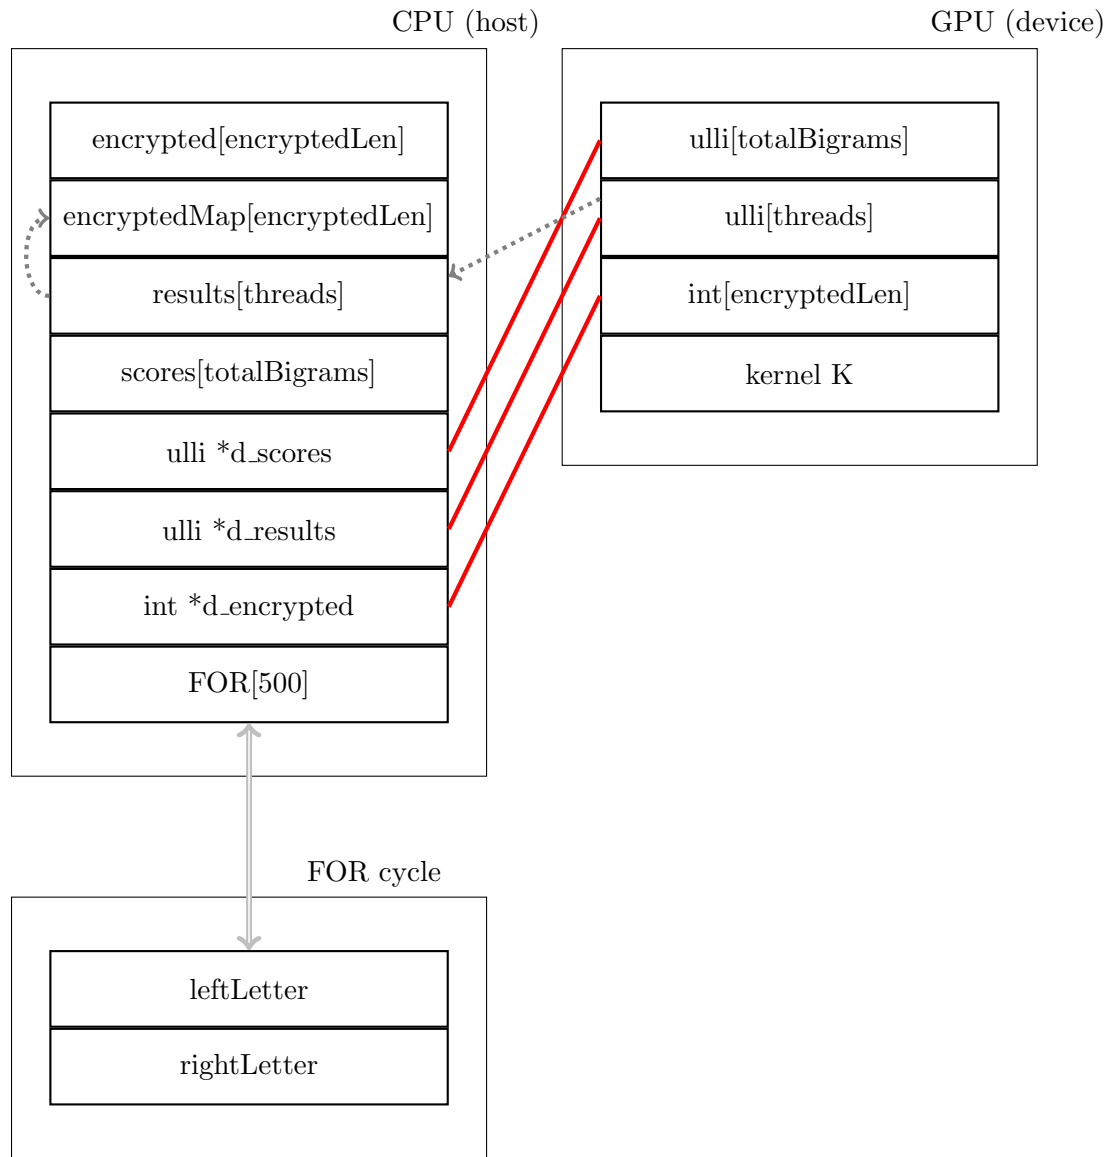 CPU (host)
encrypted[encryptedLen]
encryptedMap[encryptedLen]
results[threads]
scores[totalBigrams]
ulli *d_scores
ulli *d_results
int *d_encrypted
FOR[500]
GPU (device)
ulli[totalBigrams]
ulli[threads]
int[encryptedLen]
kernel K
FOR cycle
leftLetter
rightLetter